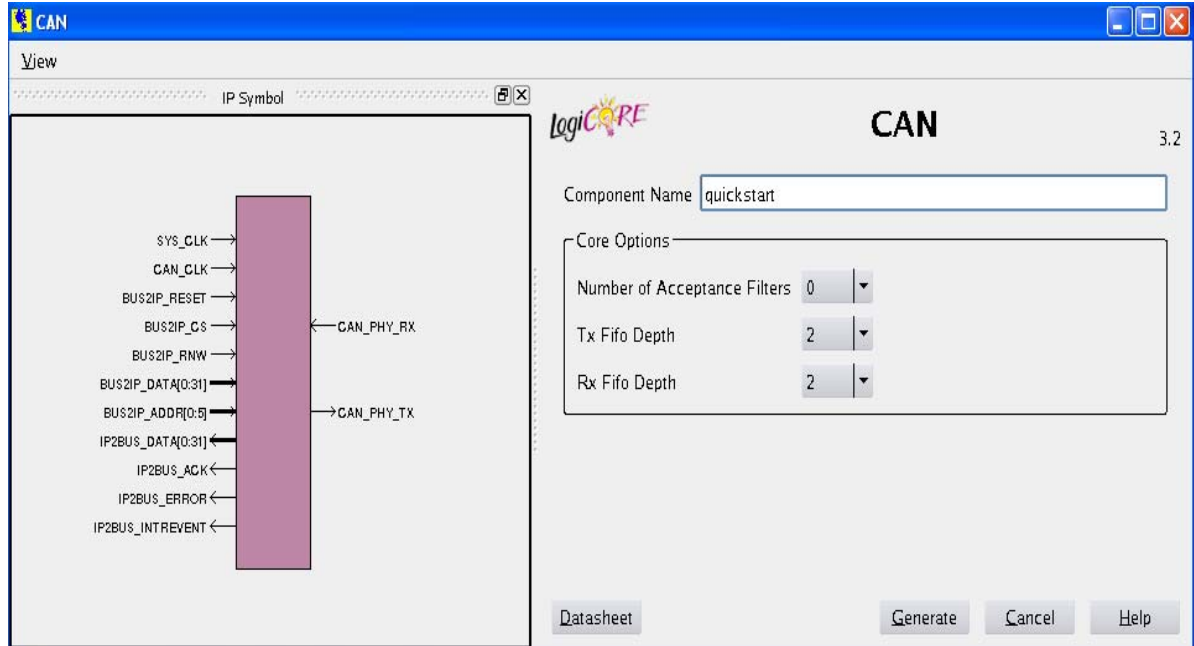 CAN
View
IP Symbol
SYS_CLK
CAN_CLK
BUS2IP_RESET
BUS2IP_CS
BUS2IP_RNW
BUS2IP_DATA[0:31]
BUS2IP_ADDR[0:5]
IP2BUS_DATA[0:31]
IP2BUS_ACK
IP2BUS_ERROR
IP2BUS_INTREVENT
CAN_PHY_RX
CAN_PHY_TX
LogiCORE
CAN
3.2
Component Name quickstart
Core Options
Number of Acceptance Filters 0
Tx Fifo Depth 2
Rx Fifo Depth 2
Datasheet Generate Cancel Help